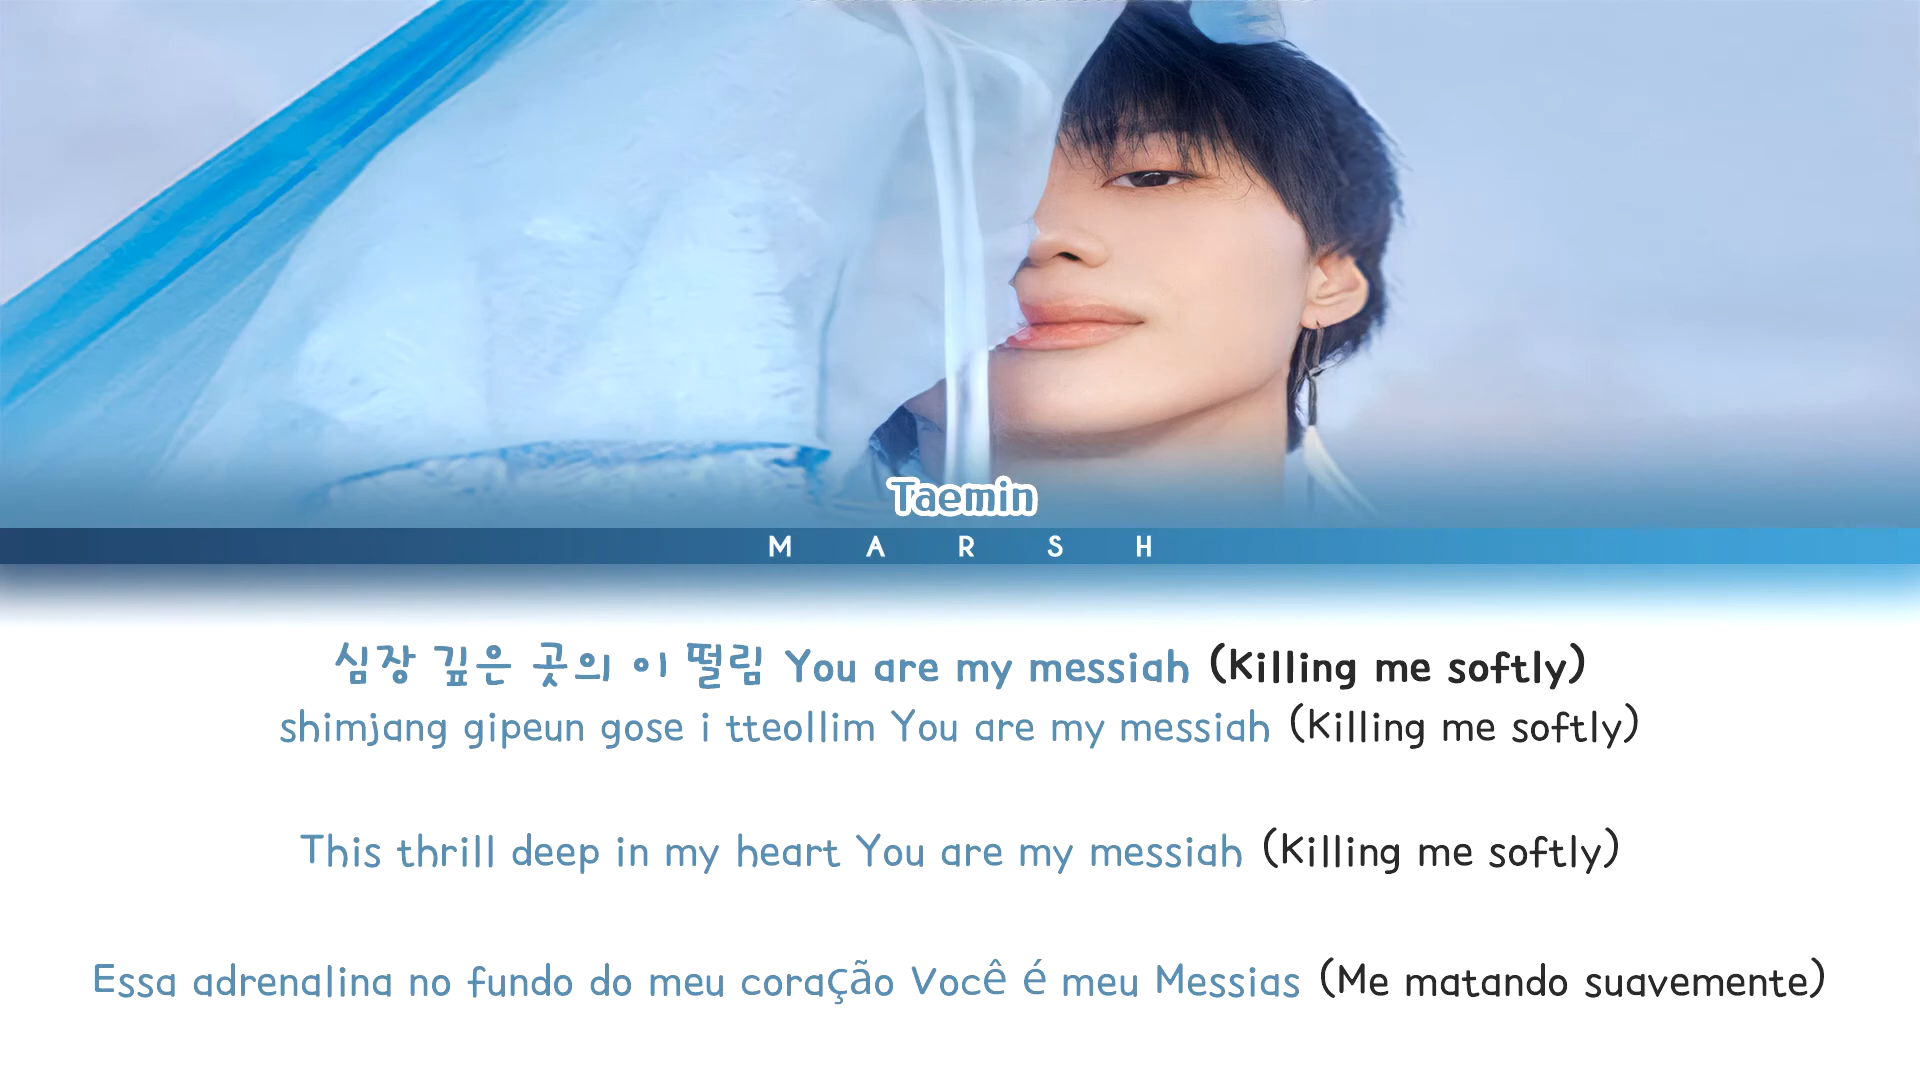 Taemin
M A R S H
심장 깊은 곳의 이 떨림 You are my messiah (Killing me softly)
shimjang gipeun gose i tteollim You are my messiah (Killing me softly)
This thrill deep in my heart You are my messiah (Killing me softly)
Essa adrenalina no fundo do meu coração Você é meu Messias (Me matando suavemente)